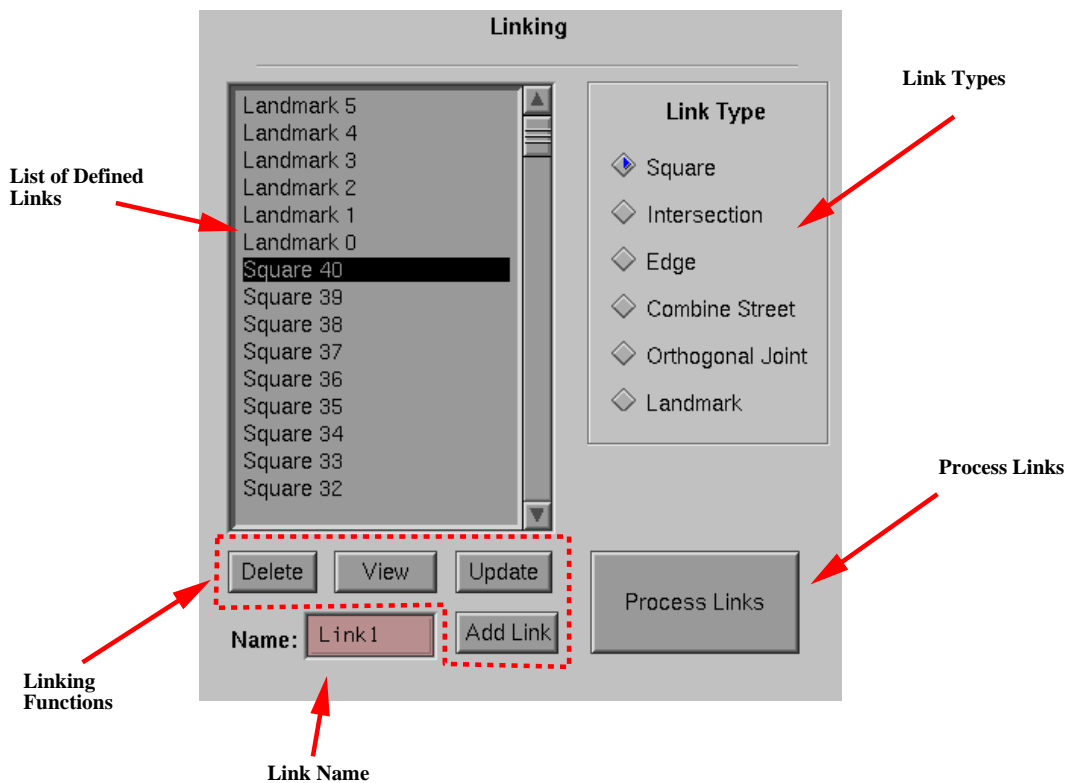 Linking
Link Types
List of Defined
Links
Landmark 5
Landmark 4
Landmark 3
Landmark 2
Landmark 1
Landmark 0
Square 40
Square 39
Square 38
Square 37
Square 36
Square 35
Square 34
Square 33
Square 32
Link Type
Square
Intersection
Edge
Combine Street
Orthogonal Joint
Landmark
Process Links
Delete
View
Update
Process Links
Name:
Link1
Add Link
Linking
Functions
Link Name